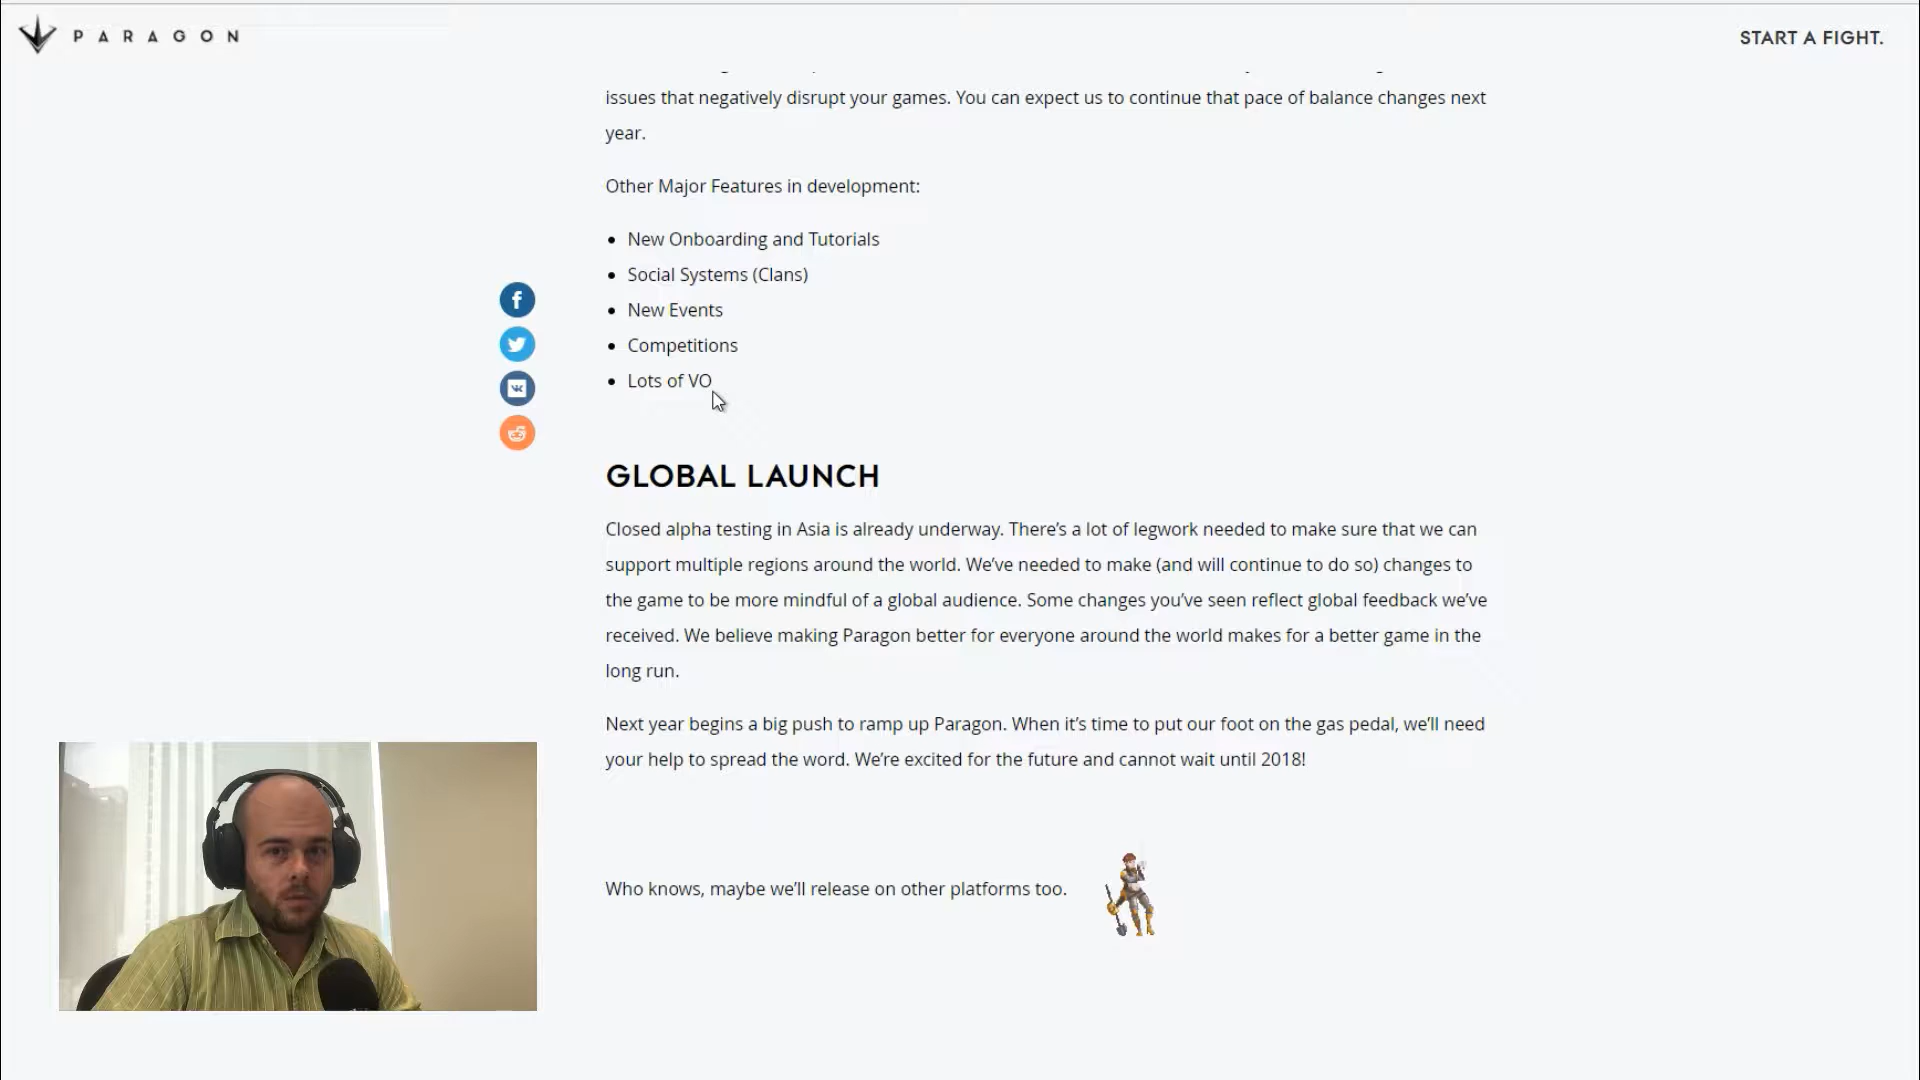 PARAGON
START A FIGHT.
issues that negatively disrupt your games. You can expect us to continue that pace of balance changes next
year.
Other Major Features in development:
New Onboarding and Tutorials
Social Systems (Clans)
New Events
Competitions
Lots of VO
GLOBAL LAUNCH
Closed alpha testing in Asia is already underway. There’s a lot of legwork needed to make sure that we can
support multiple regions around the world. We’ve needed to make (and will continue to do so) changes to
the game to be more mindful of a global audience. Some changes you’ve seen reflect global feedback we’ve
received. We believe making Paragon better for everyone around the world makes for a better game in the
long run.
Next year begins a big push to ramp up Paragon. When it’s time to put our foot on the gas pedal, we’ll need
your help to spread the word. We’re excited for the future and cannot wait until 2018!
Who knows, maybe we’ll release on other platforms too.